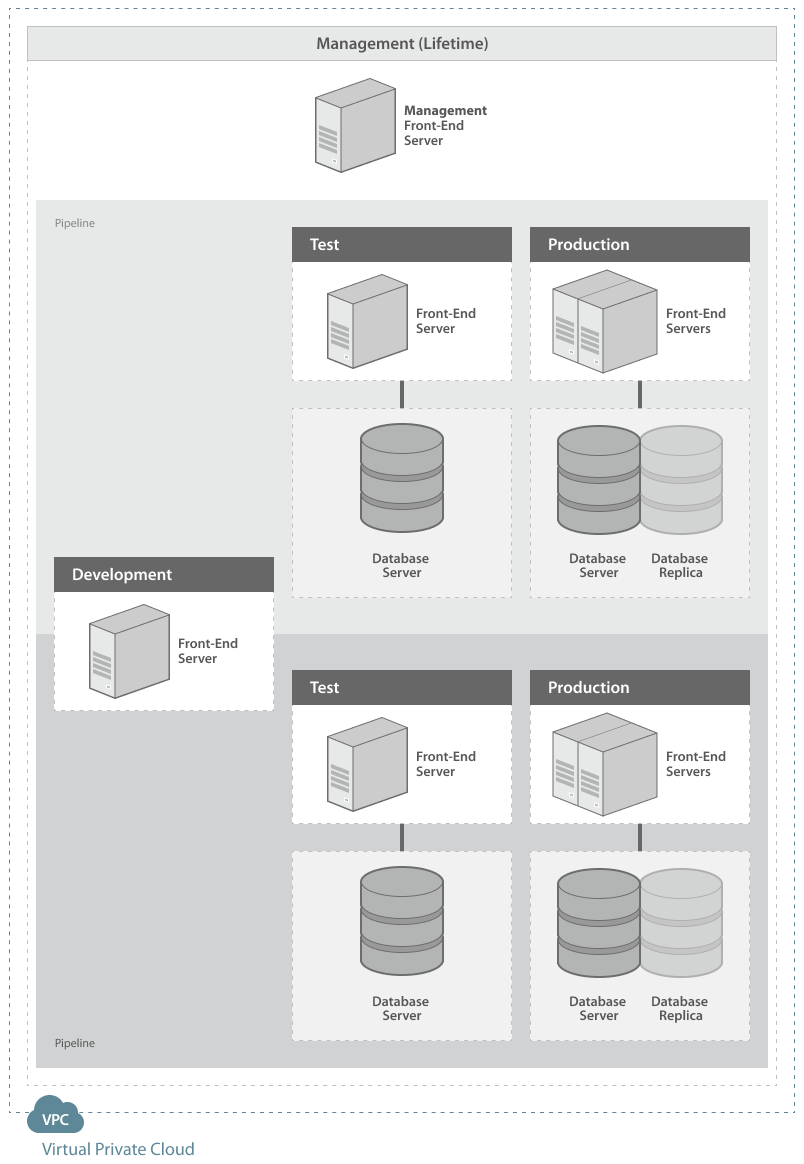 Management (Lifetime)
Management
Front-End
Server
Pipeline
Test
Front-End
Server
Database
Server
Production
Front-End
Servers
Database
Server
Database
Replica
Development
Front-End
Server
Test
Front-End
Server
Database
Server
Production
Front-End
Servers
Database
Server
Database
Replica
Pipeline
VPC
Virtual Private Cloud